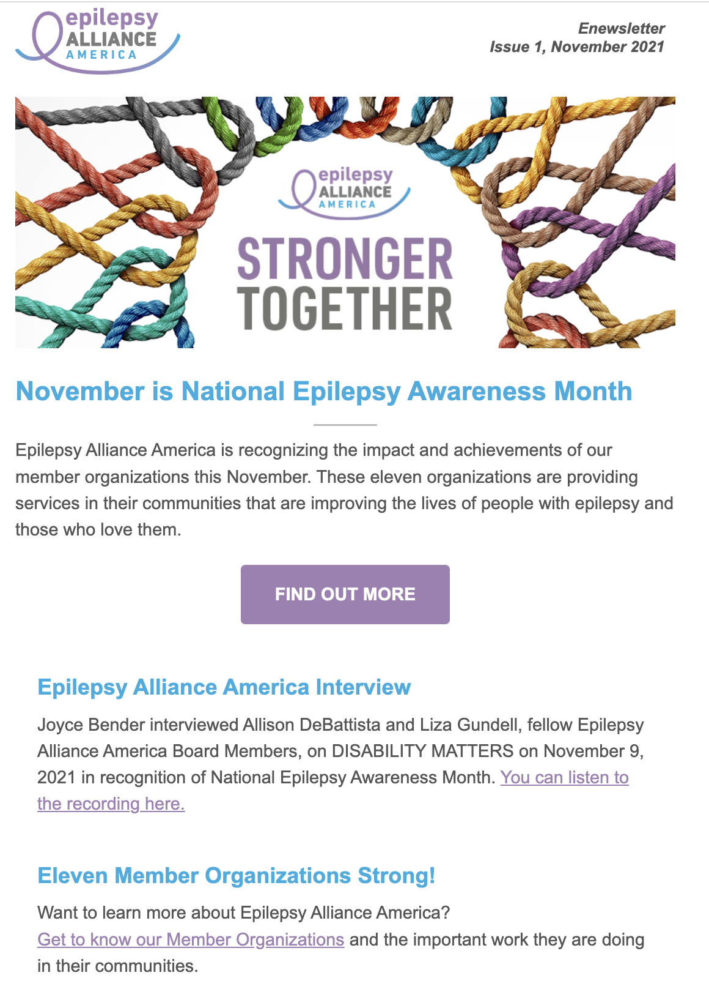 epilepsy
ALLIANCE
AMERICA
Enewsletter
Issue 1, November 2021
epilepsy
ALLIANCE
AMERICA
STRONGER
TOGETHER
November is National Epilepsy Awareness Month
Epilepsy Alliance America is recognizing the impact and achievements of our
member organizations this November. These eleven organizations are providing
services in their communities that are improving the lives of people with epilepsy and
those who love them.
FIND OUT MORE
Epilepsy Alliance America Interview
Joyce Bender interviewed Allison DeBattista and Liza Gundell, fellow Epilepsy
Alliance America Board Members, on DISABILITY MATTERS on November 9,
2021 in recognition of National Epilepsy Awareness Month. You can listen to
the recording here.
Eleven Member Organizations Strong!
Want to learn more about Epilepsy Alliance America?
Get to know our Member Organizations and the important work they are doing
in their communities.